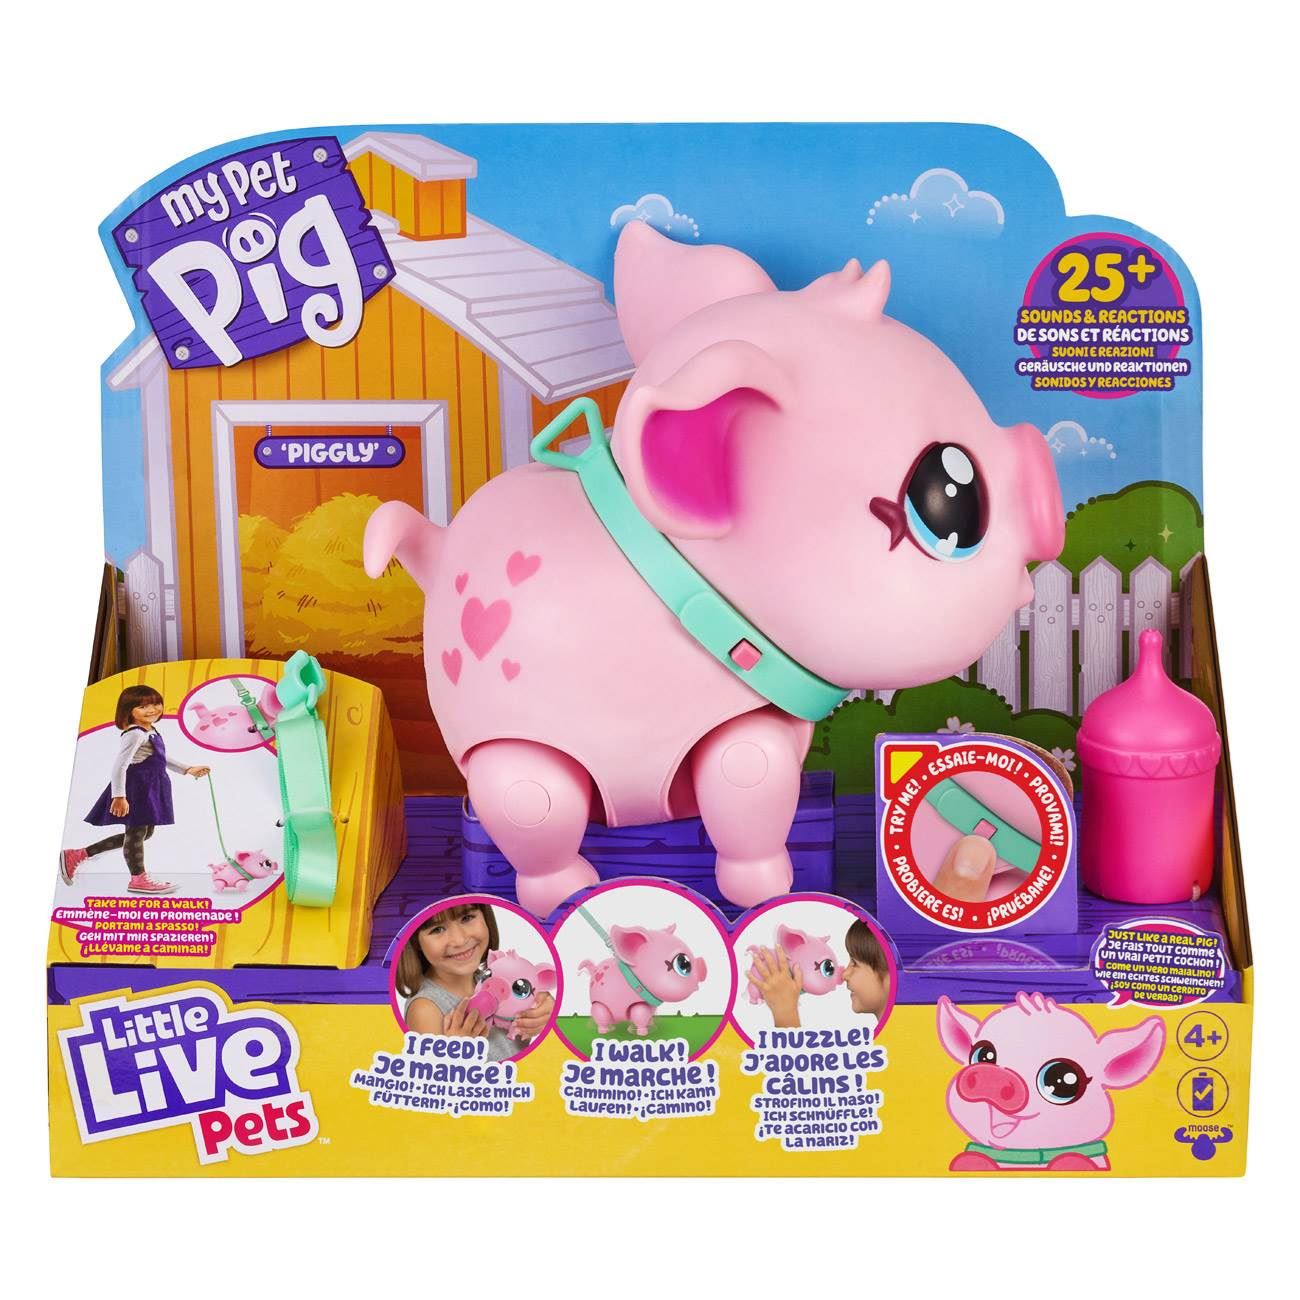 my pet
Pig
'PIGGLY'
25+
SOUNDS & REACTIONS
DE SONS ET RÉACTIONS
SUONI E REAZIONI
GERÄUSCHE UND REAKTIONEN
SONIDOS Y REACCIONES
TRY ME! • ESSAIE-MOI! • PROVAMI! • ¡PRUÉBAME! • PROBIERE ES! •
TAKE ME FOR A WALK!
EMMÈNE-MOI EN PROMENADE !
PORTAMI A SPASSO!
GEH MIT MIR SPAZIEREN!
¡LLÉVAME A CAMINAR!
JUST LIKE A REAL PIG!
JE FAIS TOUT COMME
UN VRAI PETIT COCHON !
COME UN VERO MAIALINO!
WIE EIN ECHTES SCHWEINCHEN!
¡SOY COMO UN CERDITO
DE VERDAD!
LITTLE
LIVE
Pets™
I FEED!
JE MANGE !
MANGIO! • ICH LASSE MICH
FÜTTERN! • ¡COMO!
I WALK!
JE MARCHE !
CAMMINO! • ICH KANN
LAUFEN! • ¡CAMINO!
I NUZZLE!
J'ADORE LES
CÂLINS !
STROFINO IL NASO!
ICH SCHNÜFFLE!
¡TE ACARICIO CON
LA NARIZ!
4+
moose™